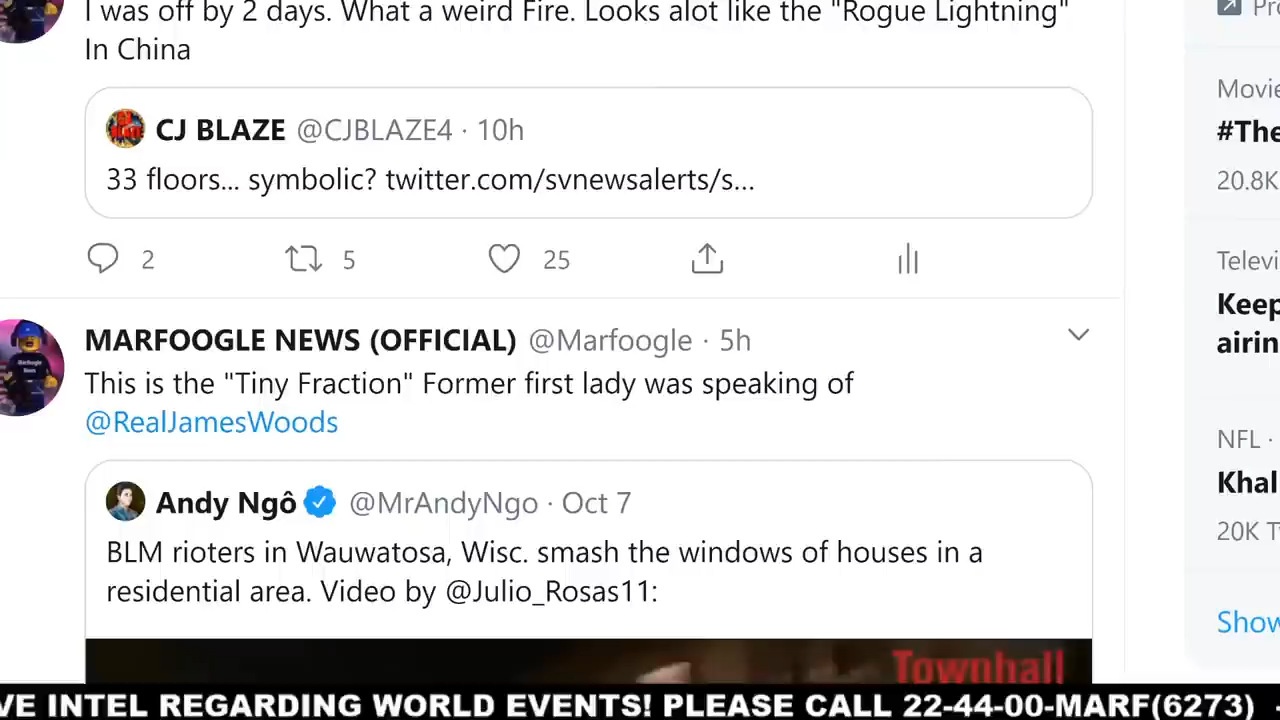 I was off by 2 days. What a weird Fire. Looks alot like the "Rogue Lightning"
In China
CJ BLAZE @CJBLAZE4 · 10h
33 floors... symbolic? twitter.com/svnewsalerts/s...
2 5 25
MARFOOGLE NEWS (OFFICIAL) @Marfoogle · 5h
This is the "Tiny Fraction" Former first lady was speaking of
@RealJamesWoods
Andy Ngô @MrAndyNgo · Oct 7
BLM rioters in Wauwatosa, Wisc. smash the windows of houses in a
residential area. Video by @Julio_Rosas11:
Townhall
Movie
#The
20.8K
Televi
Keep
airin
NFL ·
Khal
20K T
Show
VE INTEL REGARDING WORLD EVENTS! PLEASE CALL 22-44-00-MARF(6273) -